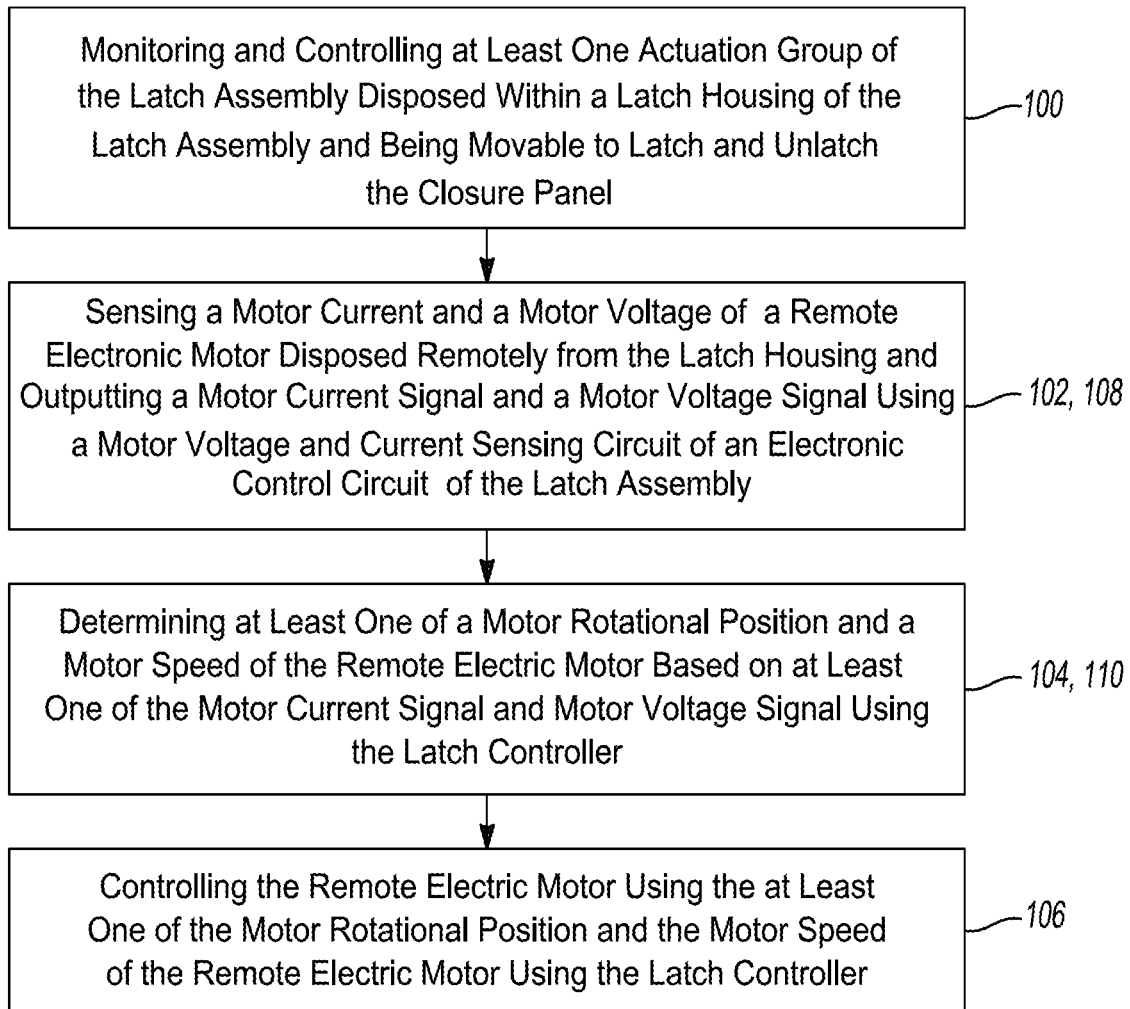 Monitoring and Controlling at Least One Actuation Group of
the Latch Assembly Disposed Within a Latch Housing of the
Latch Assembly and Being Movable to Latch and Unlatch
the Closure Panel
100
Sensing a Motor Current and a Motor Voltage of a Remote
Electronic Motor Disposed Remotely from the Latch Housing and
Outputting a Motor Current Signal and a Motor Voltage Signal Using
a Motor Voltage and Current Sensing Circuit of an Electronic
Control Circuit of the Latch Assembly
102, 108
Determining at Least One of a Motor Rotational Position and a
Motor Speed of the Remote Electric Motor Based on at Least
One of the Motor Current Signal and Motor Voltage Signal Using
the Latch Controller
104, 110
Controlling the Remote Electric Motor Using the at Least
One of the Motor Rotational Position and the Motor Speed
of the Remote Electric Motor Using the Latch Controller
106